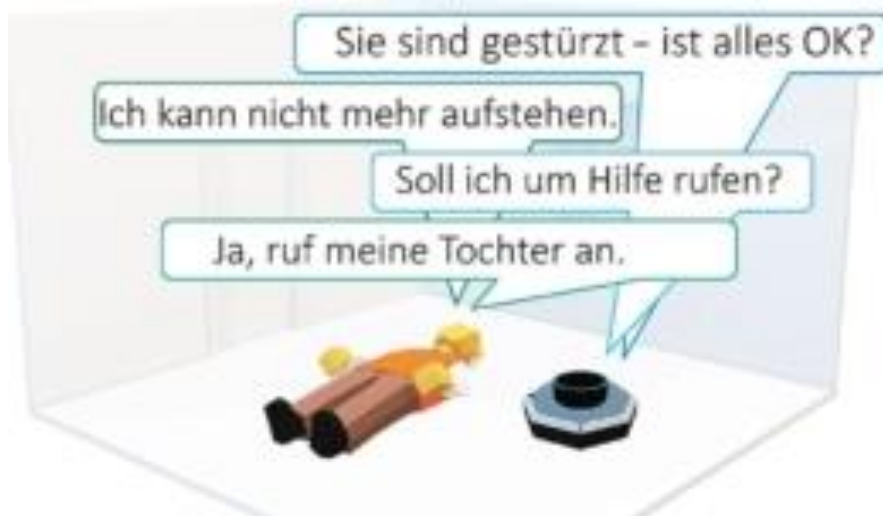 Sie sind gestürzt – ist alles OK?
Ich kann nicht mehr aufstehen.
Soll ich um Hilfe rufen?
Ja, ruf meine Tochter an.